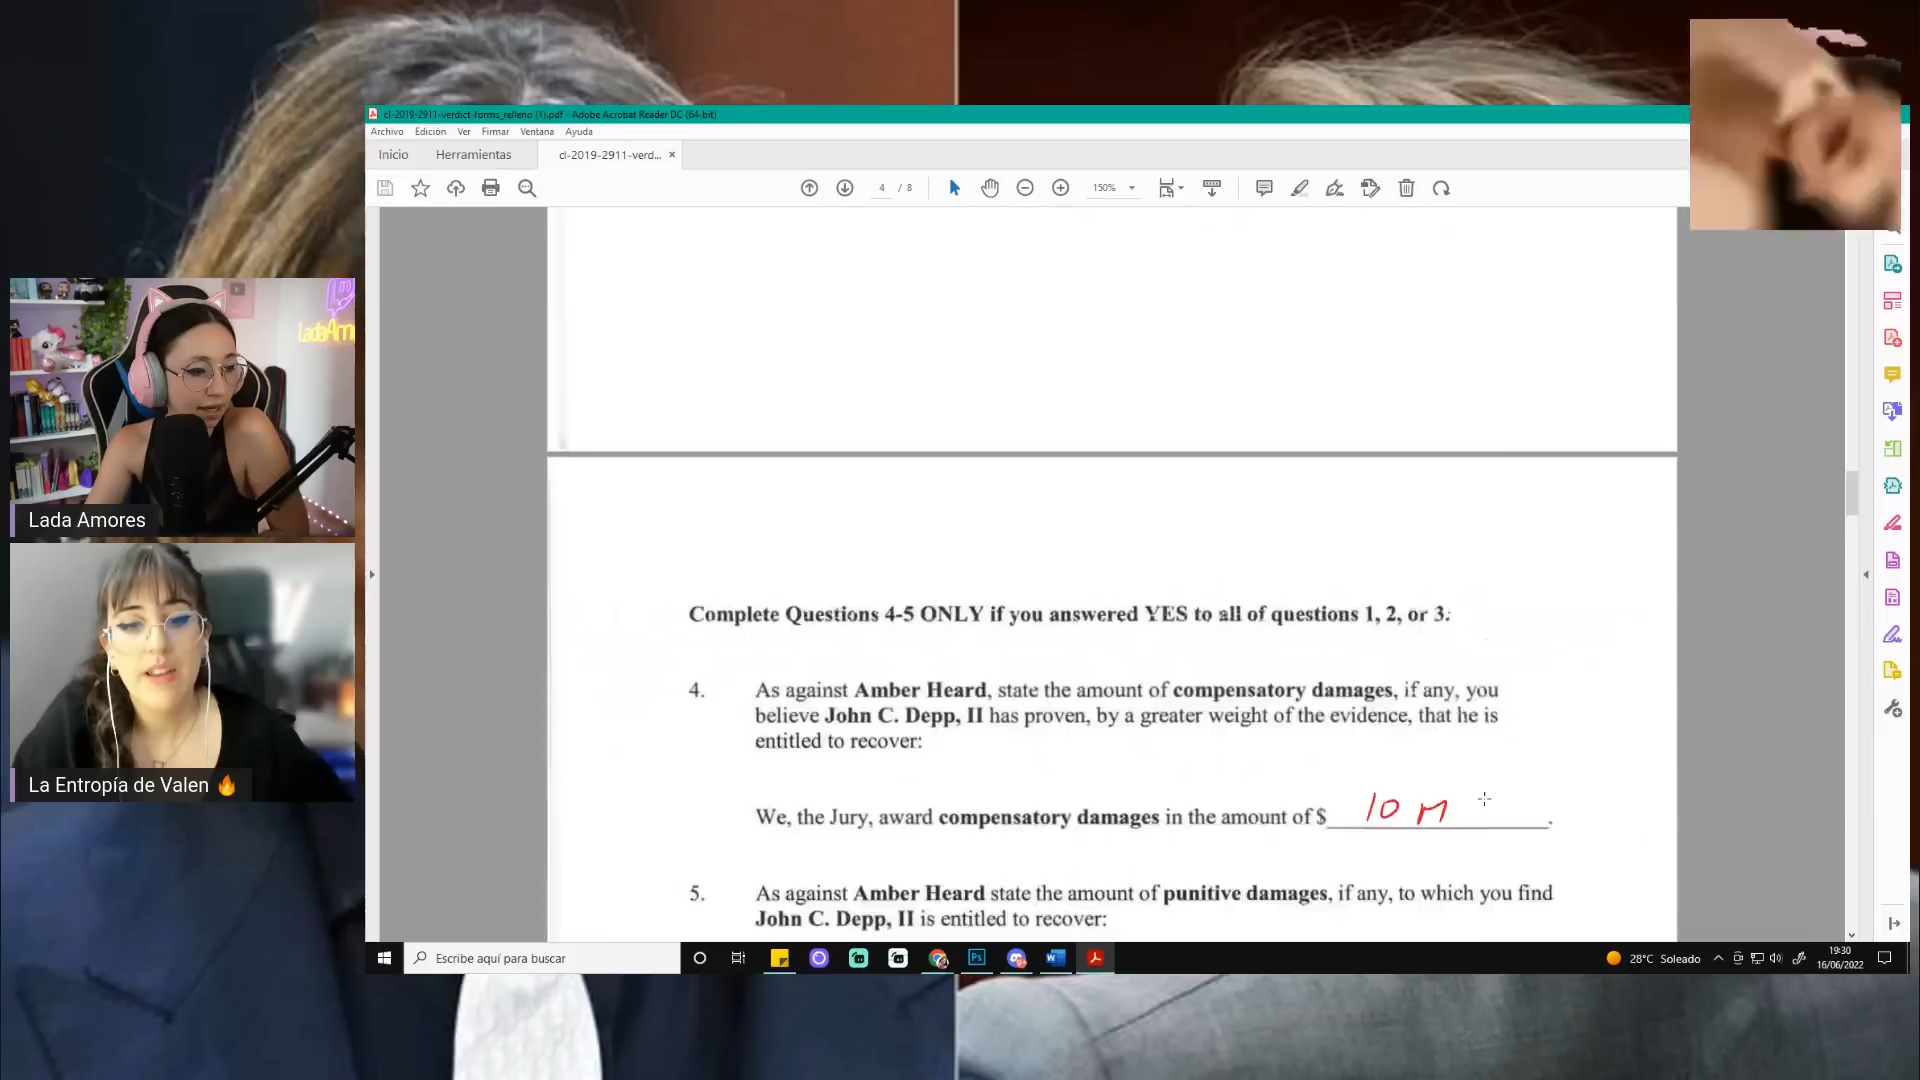 cl-2019-2911-verdict-forms_relleno (1).pdf - Adobe Acrobat Reader DC (64-bit)
Archivo Edición Ver Firmar Ventana Ayuda
Inicio Herramientas cl-2019-2911-verd... ×
4 / 8 150%
Lada Amores
La Entropía de Valen 🔥
Complete Questions 4-5 ONLY if you answered YES to all of questions 1, 2, or 3:
4. As against Amber Heard, state the amount of compensatory damages, if any, you
believe John C. Depp, II has proven, by a greater weight of the evidence, that he is
entitled to recover:
We, the Jury, award compensatory damages in the amount of $ 10 M .
5. As against Amber Heard state the amount of punitive damages, if any, to which you find
John C. Depp, II is entitled to recover:
Escribe aquí para buscar
Ps
28°C Soleado
19:30
16/06/2022